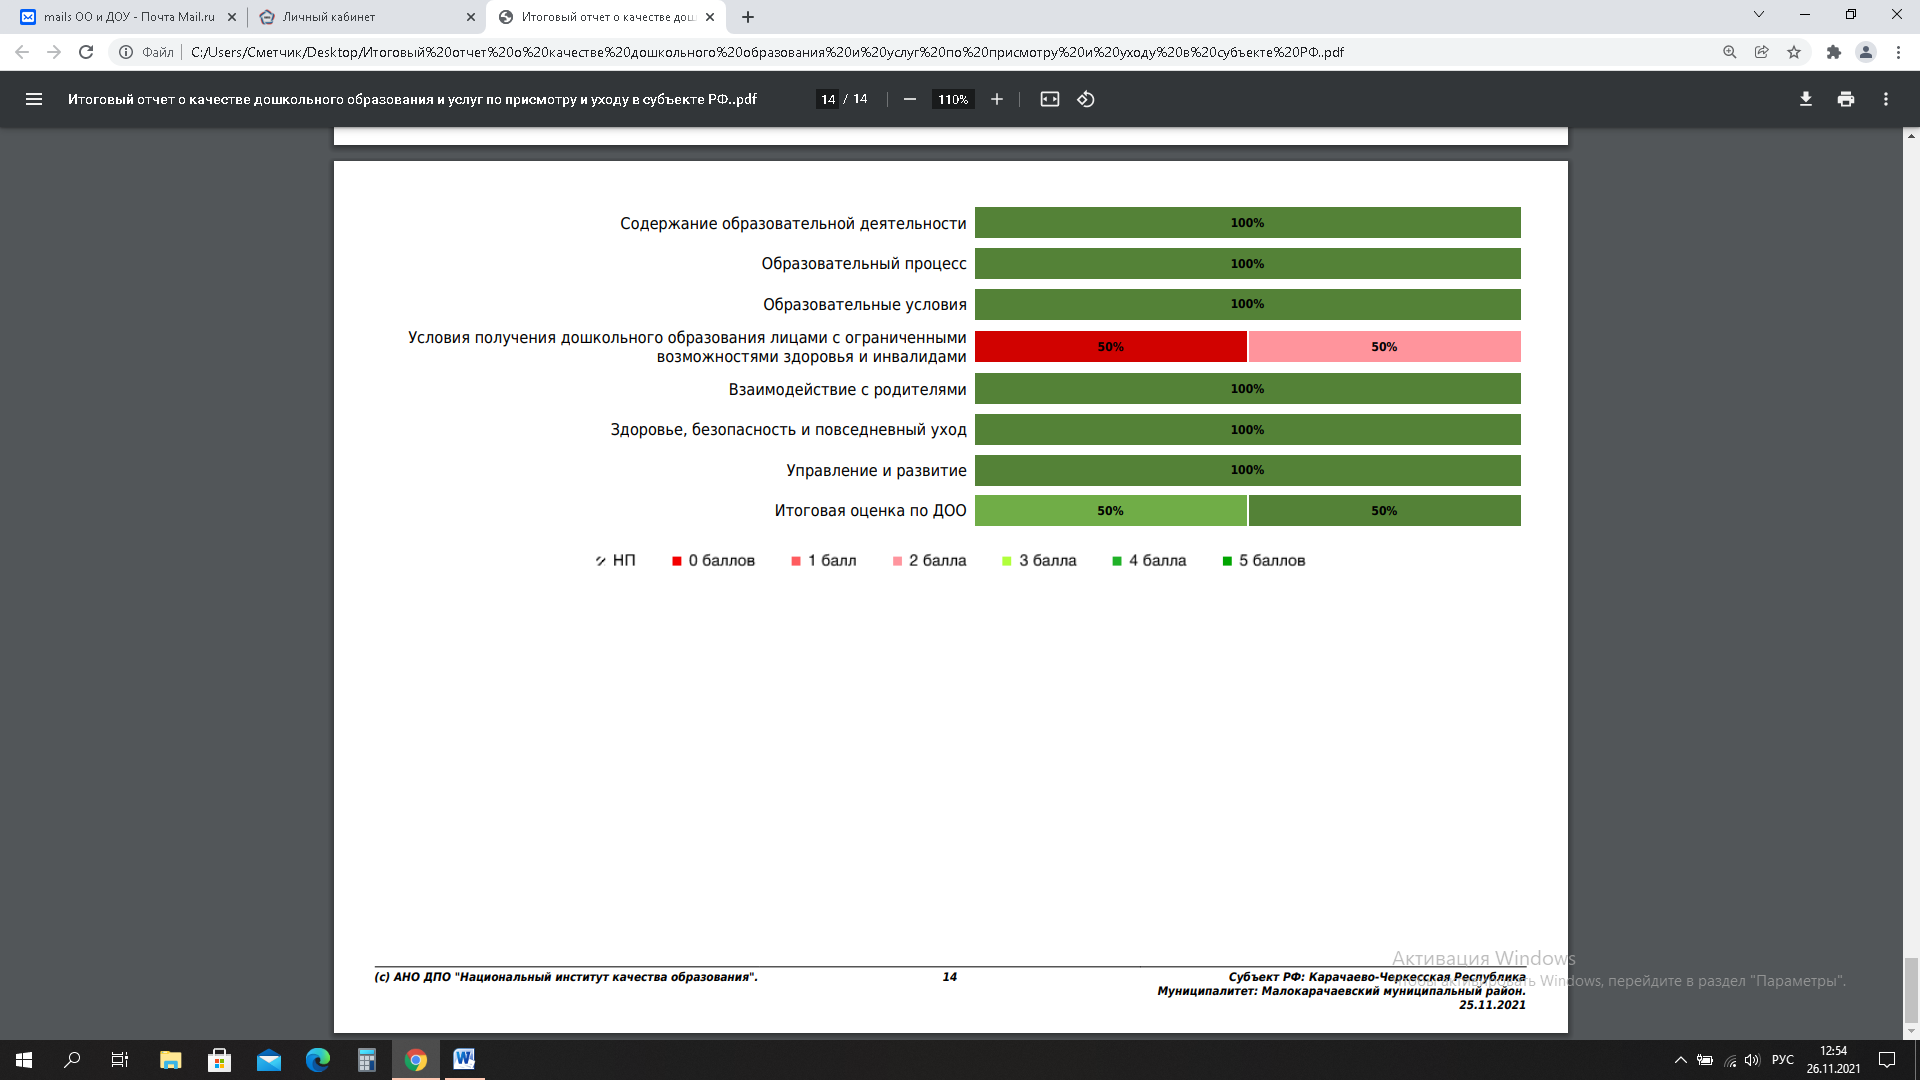 mails ОО и ДОУ - Почта Mail.ru
Личный кабинет
Итоговый отчет о качестве дош
Файл
C:/Users/Сметчик/Desktop/Итоговый%20отчет%20о%20качестве%20дошкольного%20образования%20и%20услуг%20по%20присмотру%20и%20уходу%20в%20субъекте%20РФ..pdf
Итоговый отчет о качестве дошкольного образования и услуг по присмотру и уходу в субъекте РФ..pdf
14 / 14
110%
Содержание образовательной деятельности 100%
Образовательный процесс 100%
Образовательные условия 100%
Условия получения дошкольного образования лицами с ограниченными
возможностями здоровья и инвалидами 50% 50%
Взаимодействие с родителями 100%
Здоровье, безопасность и повседневный уход 100%
Управление и развитие 100%
Итоговая оценка по ДОО 50% 50%
НП 0 баллов 1 балл 2 балла 3 балла 4 балла 5 баллов
Активация Windows
Чтобы активировать Windows, перейдите в раздел "Параметры".
(с) АНО ДПО "Национальный институт качества образования". 14 Субъект РФ: Карачаево-Черкесская Республика
Муниципалитет: Малокарачаевский муниципальный район.
25.11.2021
РУС
12:54
26.11.2021